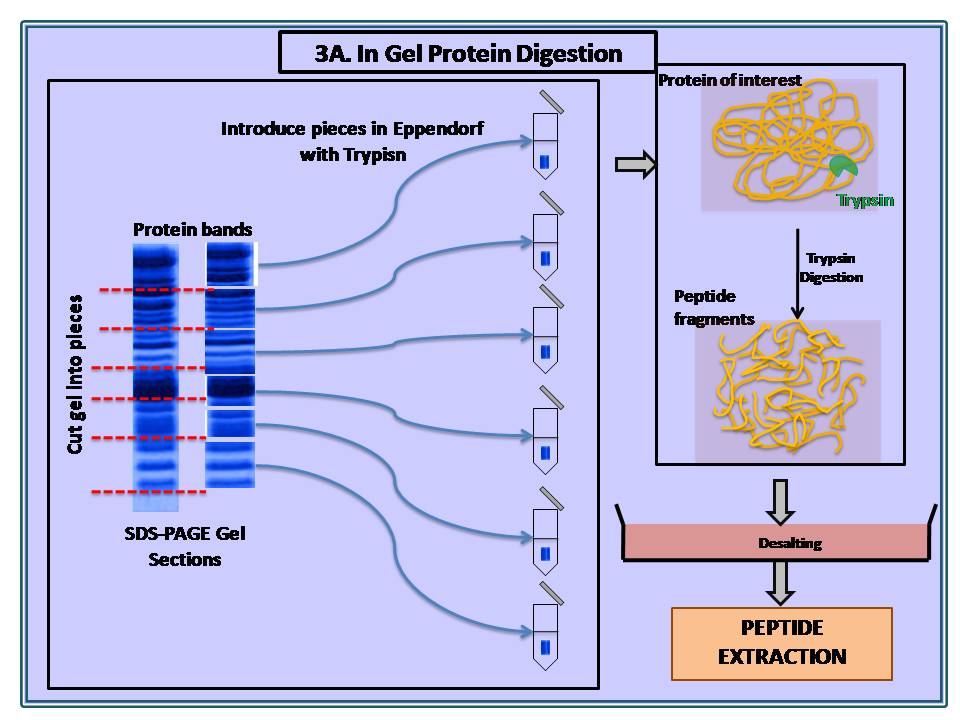 3A. In Gel Protein Digestion
Introduce pieces in Eppendorf
with Trypisn
Protein bands
Cut gel into pieces
SDS-PAGE Gel
Sections
Protein of interest
Trypsin
Trypsin
Digestion
Peptide
fragments
Desalting
PEPTIDE
EXTRACTION